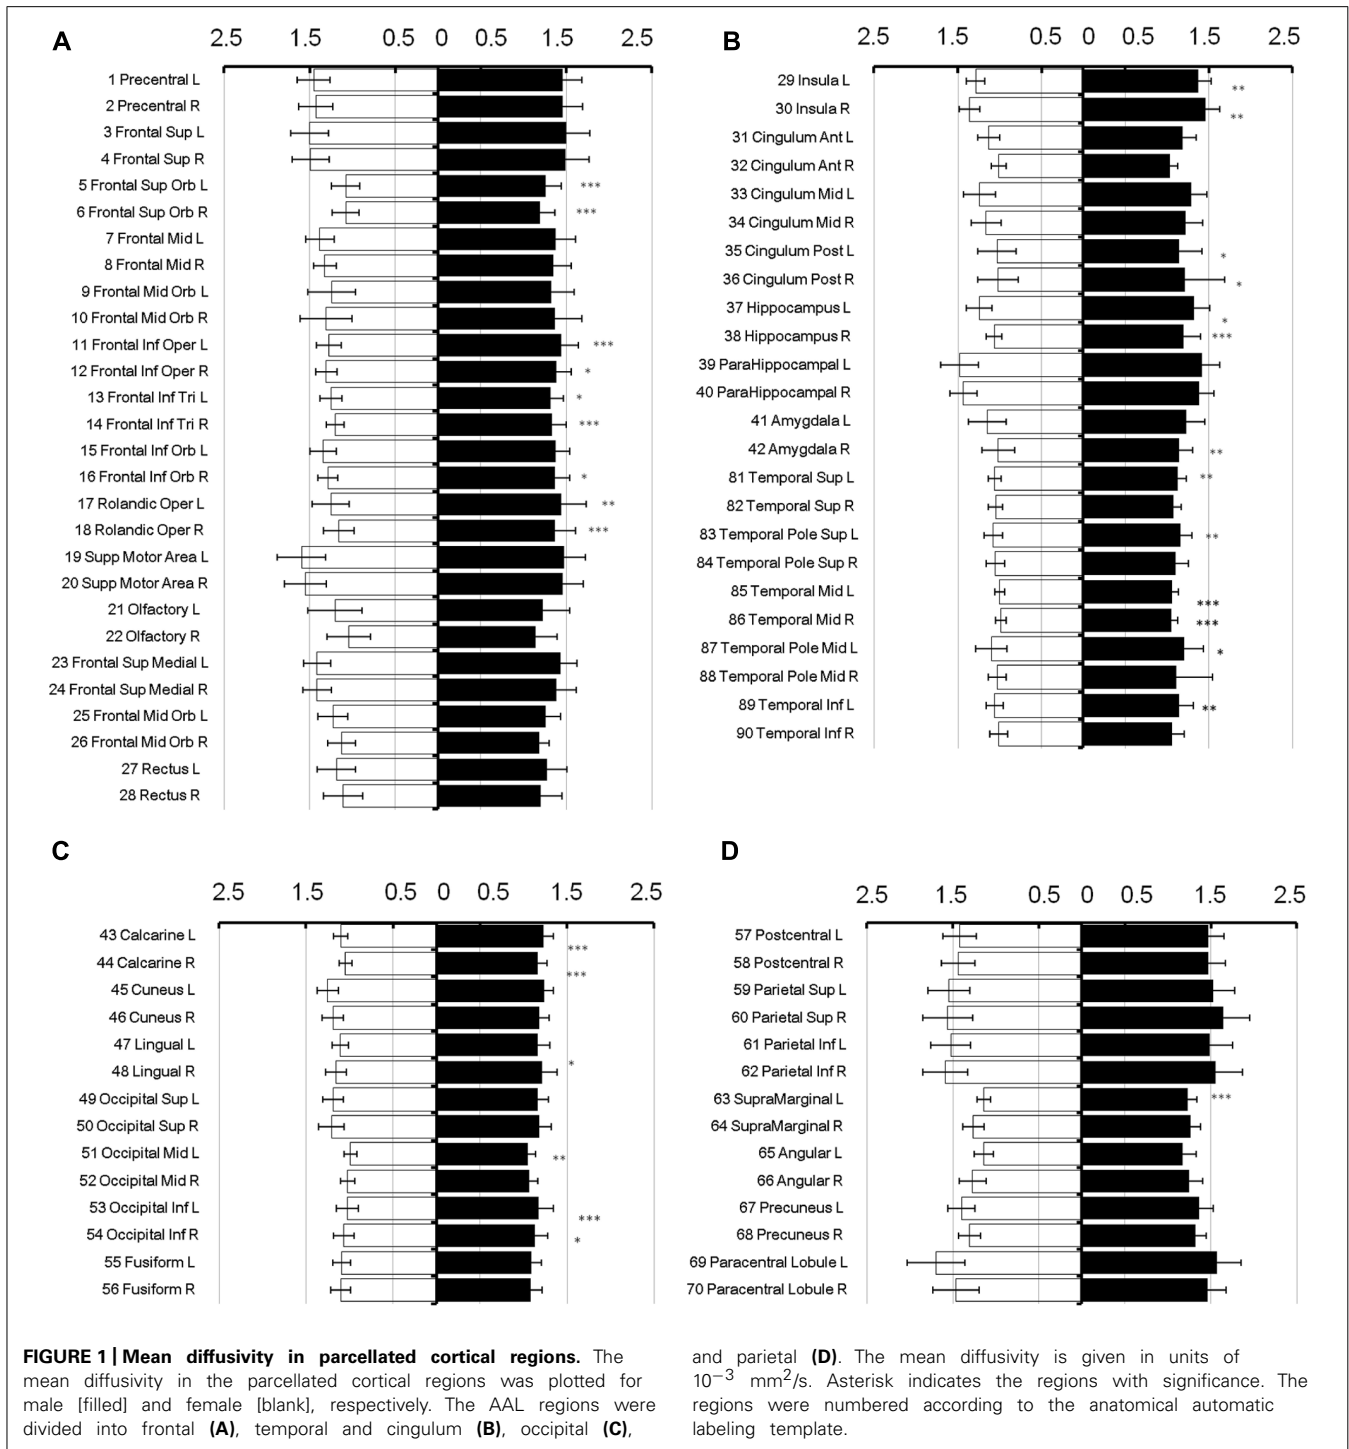 A
2.5 1.5 0.5 0 0.5 1.5 2.5
1 Precentral L
2 Precentral R
3 Frontal Sup L
4 Frontal Sup R
5 Frontal Sup Orb L ***
6 Frontal Sup Orb R ***
7 Frontal Mid L
8 Frontal Mid R
9 Frontal Mid Orb L
10 Frontal Mid Orb R
11 Frontal Inf Oper L ***
12 Frontal Inf Oper R *
13 Frontal Inf Tri L *
14 Frontal Inf Tri R ***
15 Frontal Inf Orb L
16 Frontal Inf Orb R *
17 Rolandic Oper L **
18 Rolandic Oper R ***
19 Supp Motor Area L
20 Supp Motor Area R
21 Olfactory L
22 Olfactory R
23 Frontal Sup Medial L
24 Frontal Sup Medial R
25 Frontal Mid Orb L
26 Frontal Mid Orb R
27 Rectus L
28 Rectus R
B
2.5 1.5 0.5 0 0.5 1.5 2.5
29 Insula L **
30 Insula R **
31 Cingulum Ant L
32 Cingulum Ant R
33 Cingulum Mid L
34 Cingulum Mid R
35 Cingulum Post L *
36 Cingulum Post R *
37 Hippocampus L *
38 Hippocampus R ***
39 ParaHippocampal L
40 ParaHippocampal R
41 Amygdala L
42 Amygdala R **
81 Temporal Sup L **
82 Temporal Sup R
83 Temporal Pole Sup L **
84 Temporal Pole Sup R
85 Temporal Mid L ***
86 Temporal Mid R ***
87 Temporal Pole Mid L *
88 Temporal Pole Mid R
89 Temporal Inf L **
90 Temporal Inf R
C
2.5 1.5 0.5 0 0.5 1.5 2.5
43 Calcarine L ***
44 Calcarine R ***
45 Cuneus L
46 Cuneus R
47 Lingual L
48 Lingual R *
49 Occipital Sup L
50 Occipital Sup R
51 Occipital Mid L **
52 Occipital Mid R
53 Occipital Inf L ***
54 Occipital Inf R *
55 Fusiform L
56 Fusiform R
D
2.5 1.5 0.5 0 0.5 1.5 2.5
57 Postcentral L
58 Postcentral R
59 Parietal Sup L
60 Parietal Sup R
61 Parietal Inf L
62 Parietal Inf R
63 SupraMarginal L ***
64 SupraMarginal R
65 Angular L
66 Angular R
67 Precuneus L
68 Precuneus R
69 Paracentral Lobule L
70 Paracentral Lobule R
FIGURE 1 | Mean diffusivity in parcellated cortical regions. The
mean diffusivity in the parcellated cortical regions was plotted for
male [filled] and female [blank], respectively. The AAL regions were
divided into frontal (A), temporal and cingulum (B), occipital (C),
and parietal (D). The mean diffusivity is given in units of
10−3 mm2/s. Asterisk indicates the regions with significance. The
regions were numbered according to the anatomical automatic
labeling template.